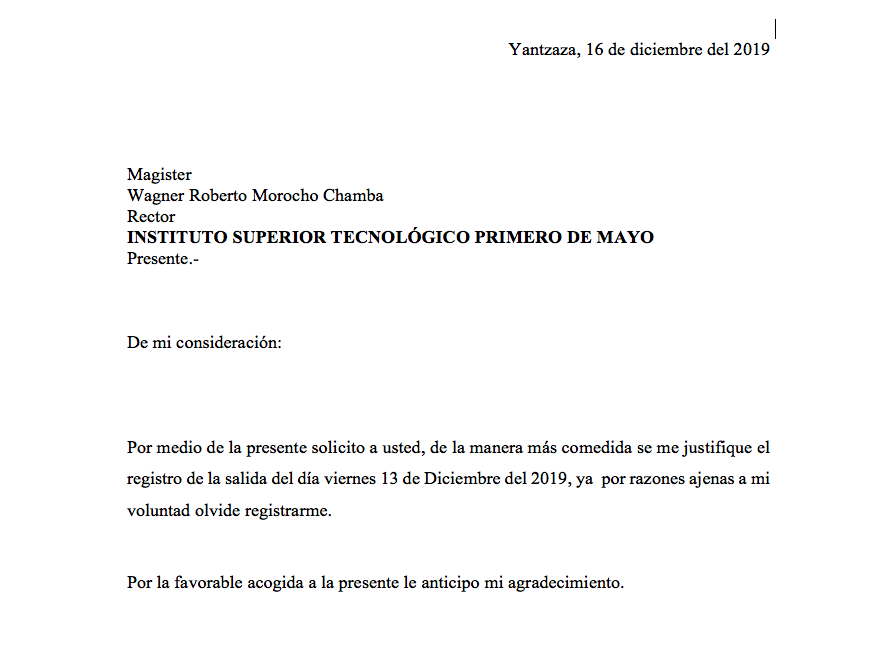 Yantzaza, 16 de diciembre del 2019
Magister
Wagner Roberto Morocho Chamba
Rector
INSTITUTO SUPERIOR TECNOLÓGICO PRIMERO DE MAYO
Presente.-
De mi consideración:
Por medio de la presente solicito a usted, de la manera más comedida se me justifique el
registro de la salida del día viernes 13 de Diciembre del 2019, ya  por razones ajenas a mi
voluntad olvide registrarme.
Por la favorable acogida a la presente le anticipo mi agradecimiento.